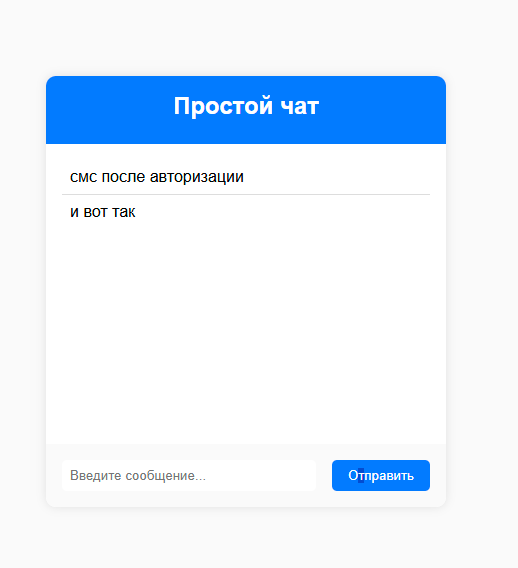 Простой чат
смс после авторизации
и вот так
Введите сообщение...
Отправить